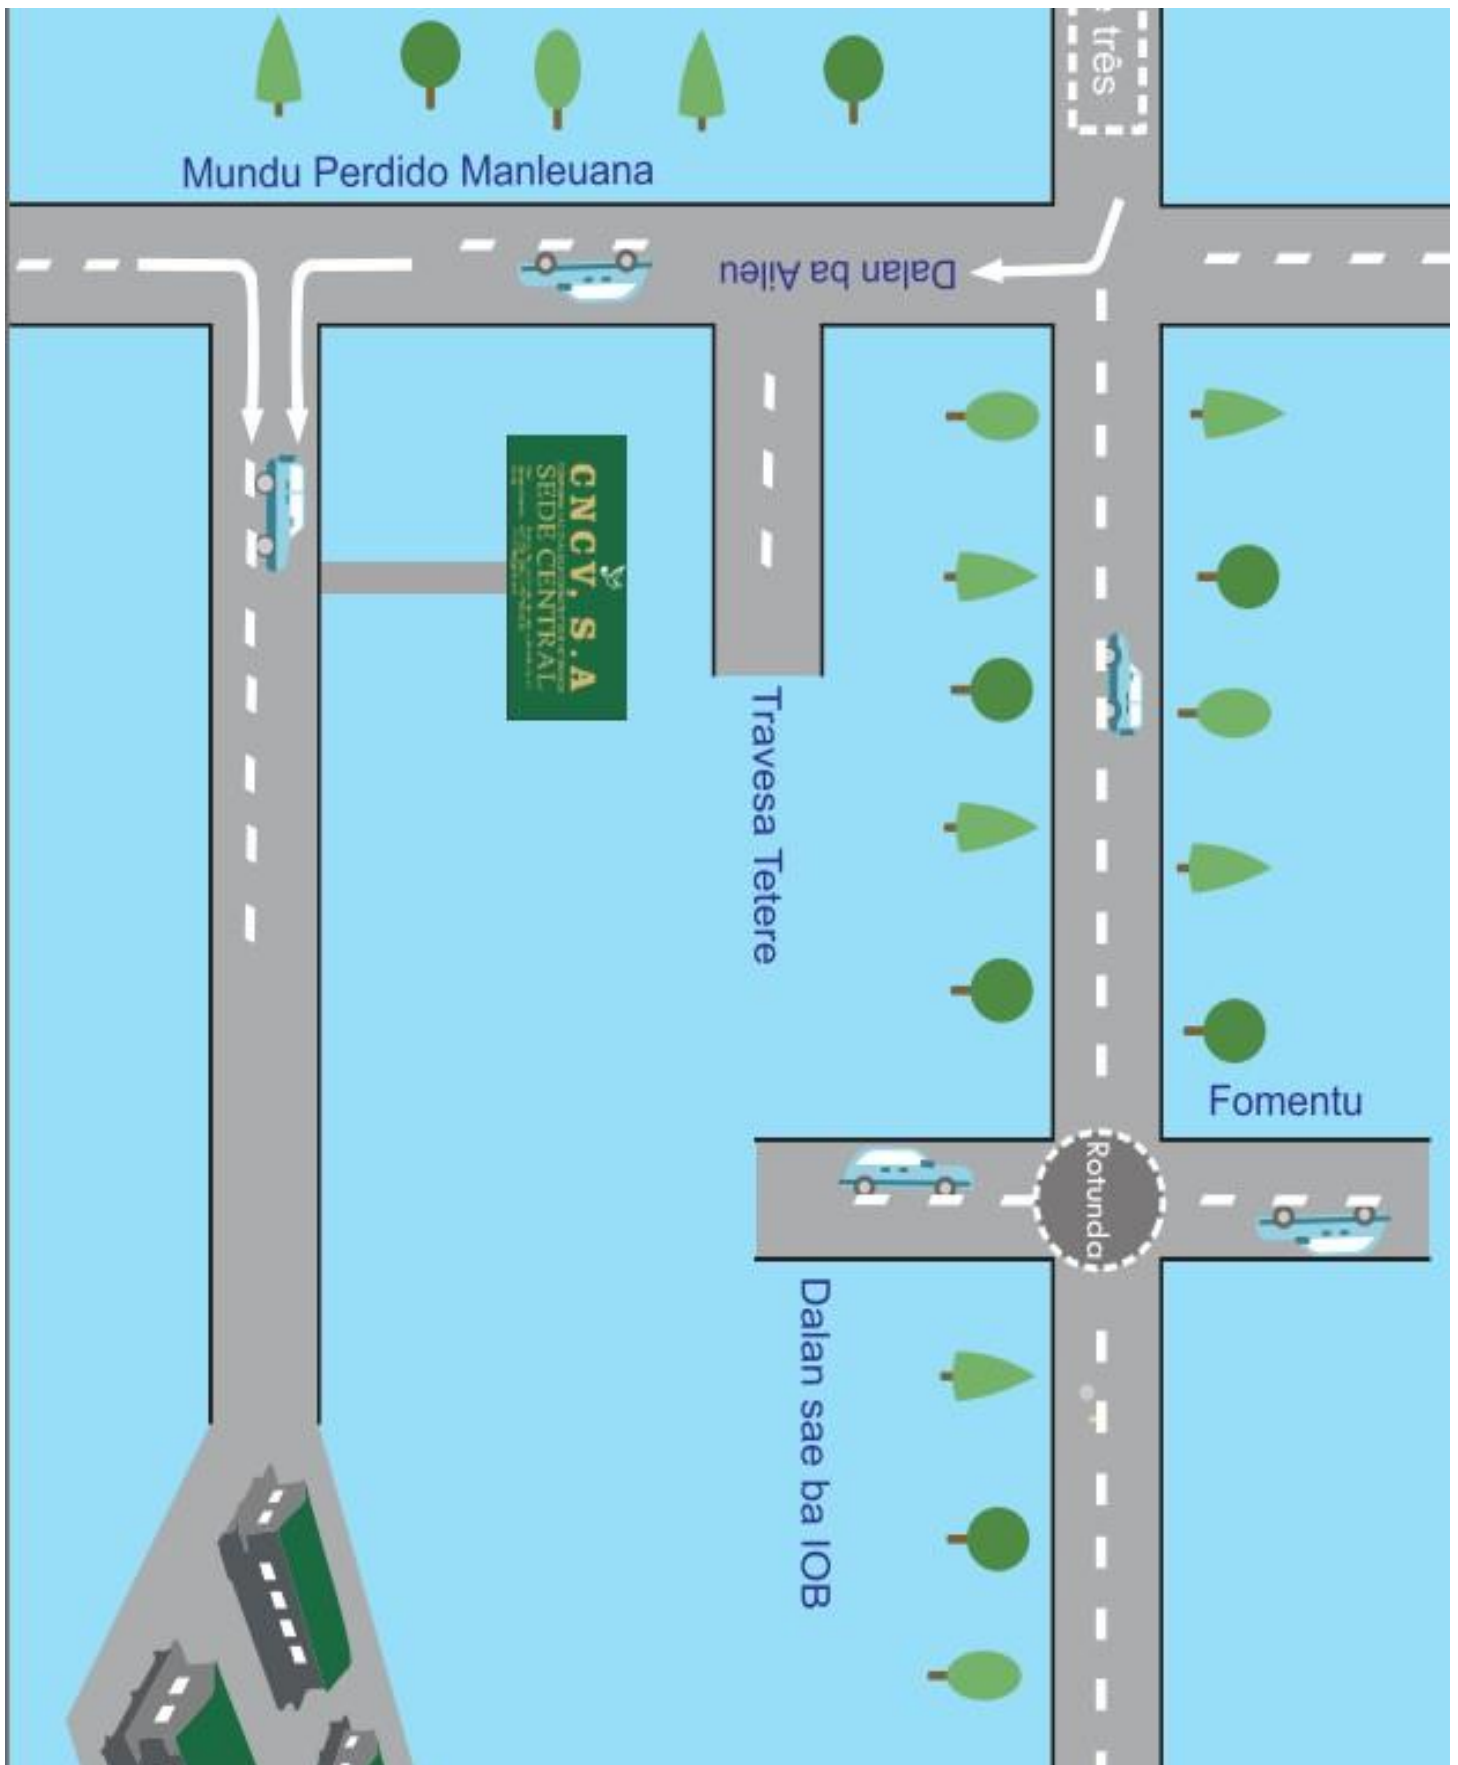 três
Mundu Perdido Manleuana
Dalan ba Aileu
CNCV, S.A
SEDE CENTRAL
Travesa Tetere
Fomentu
Rotunda
Dalan sae ba IOB